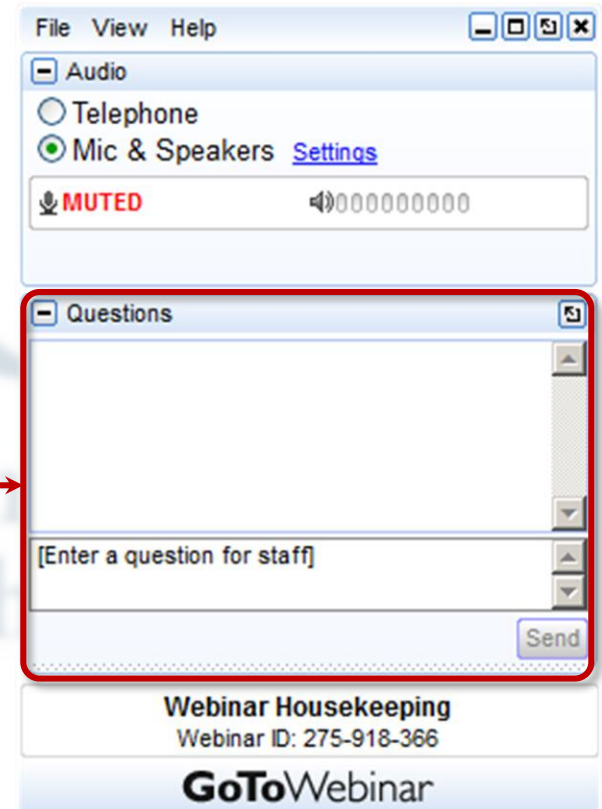 File View Help
Audio
Telephone
Mic & Speakers Settings
MUTED 000000000
Questions
[Enter a question for staff]
Send
Webinar Housekeeping
Webinar ID: 275-918-366
GoToWebinar